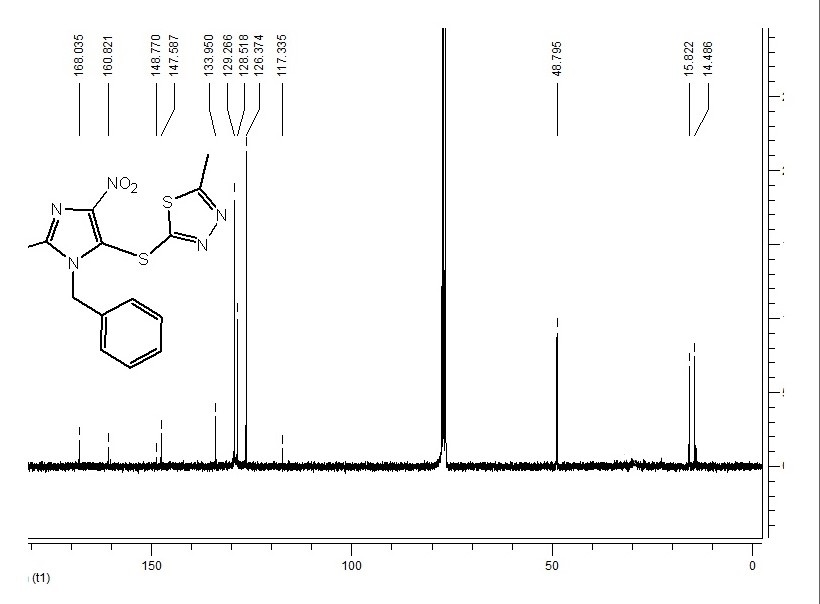 168.035
160.821
148.770
147.587
133.950
129.266
128.518
126.374
117.335
48.795
15.822
14.486
NO2
N
S
N
N
S
N
150
100
50
0
(t1)